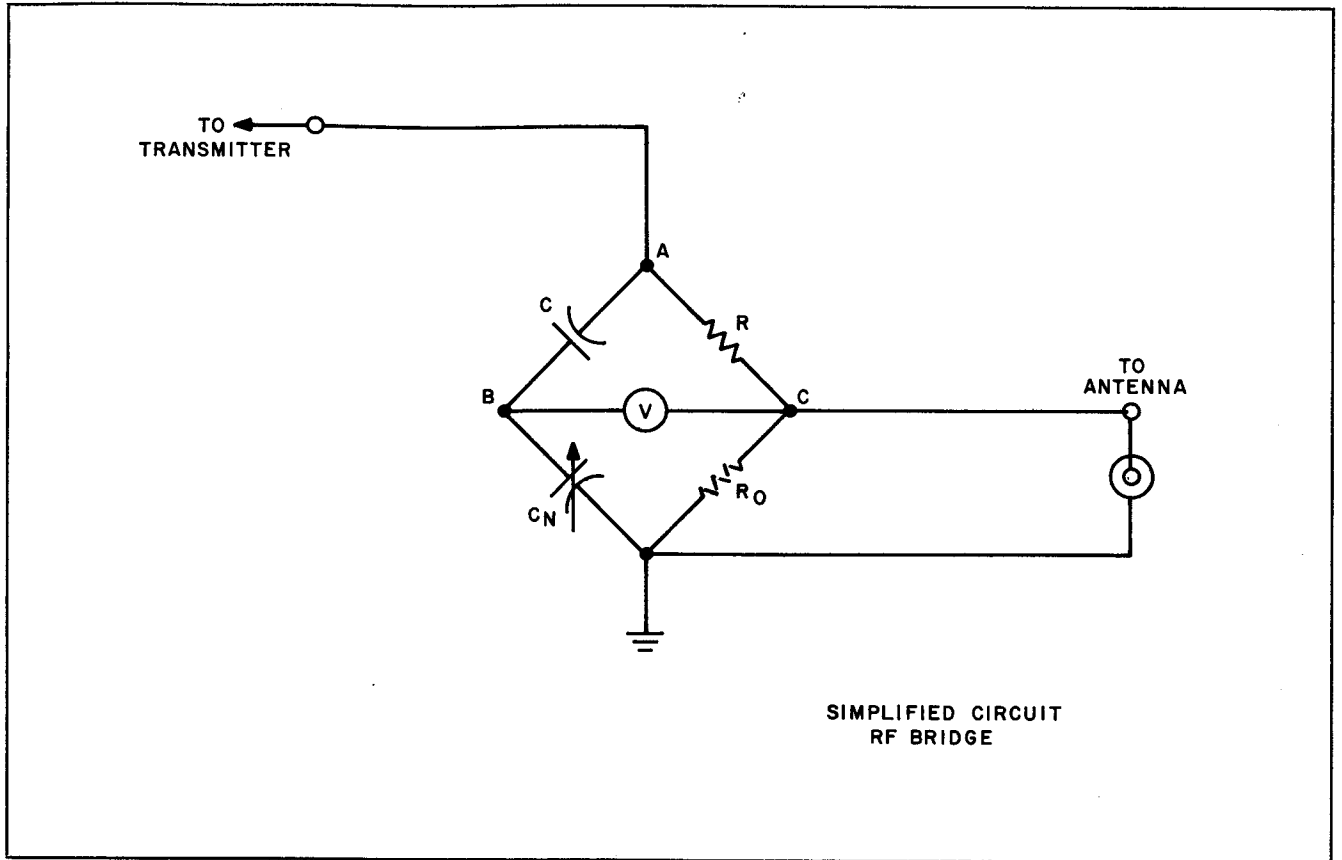 TO
TRANSMITTER
A
C
R
B
V
C
TO
ANTENNA
CN
RO
SIMPLIFIED CIRCUIT
RF BRIDGE